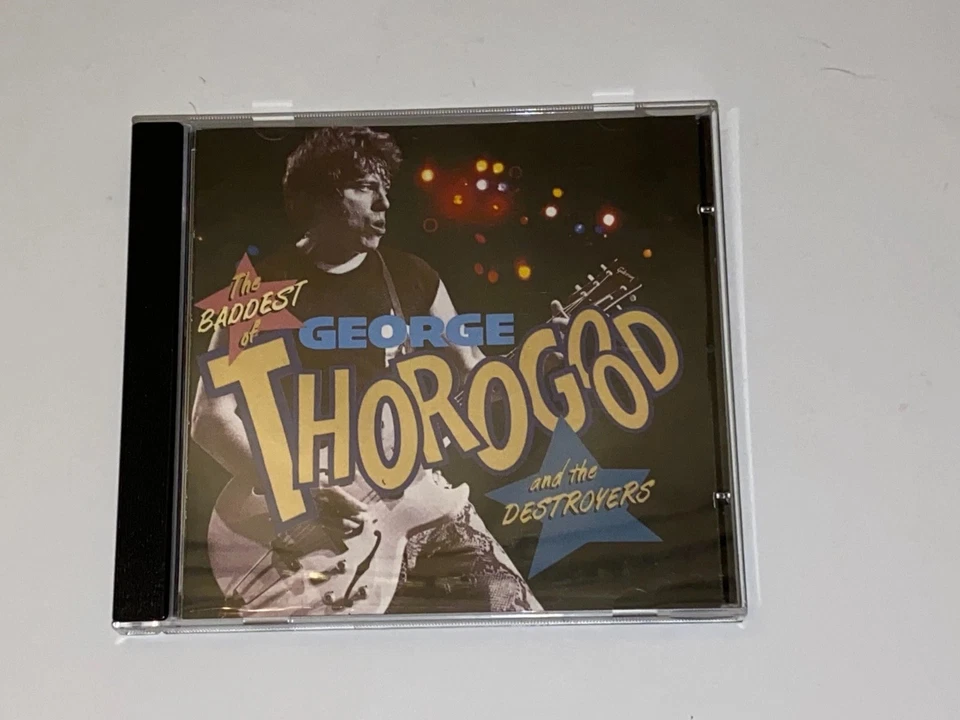 The
BADDEST
of
GEORGE
THOROGOOD
and the
DESTROYERS